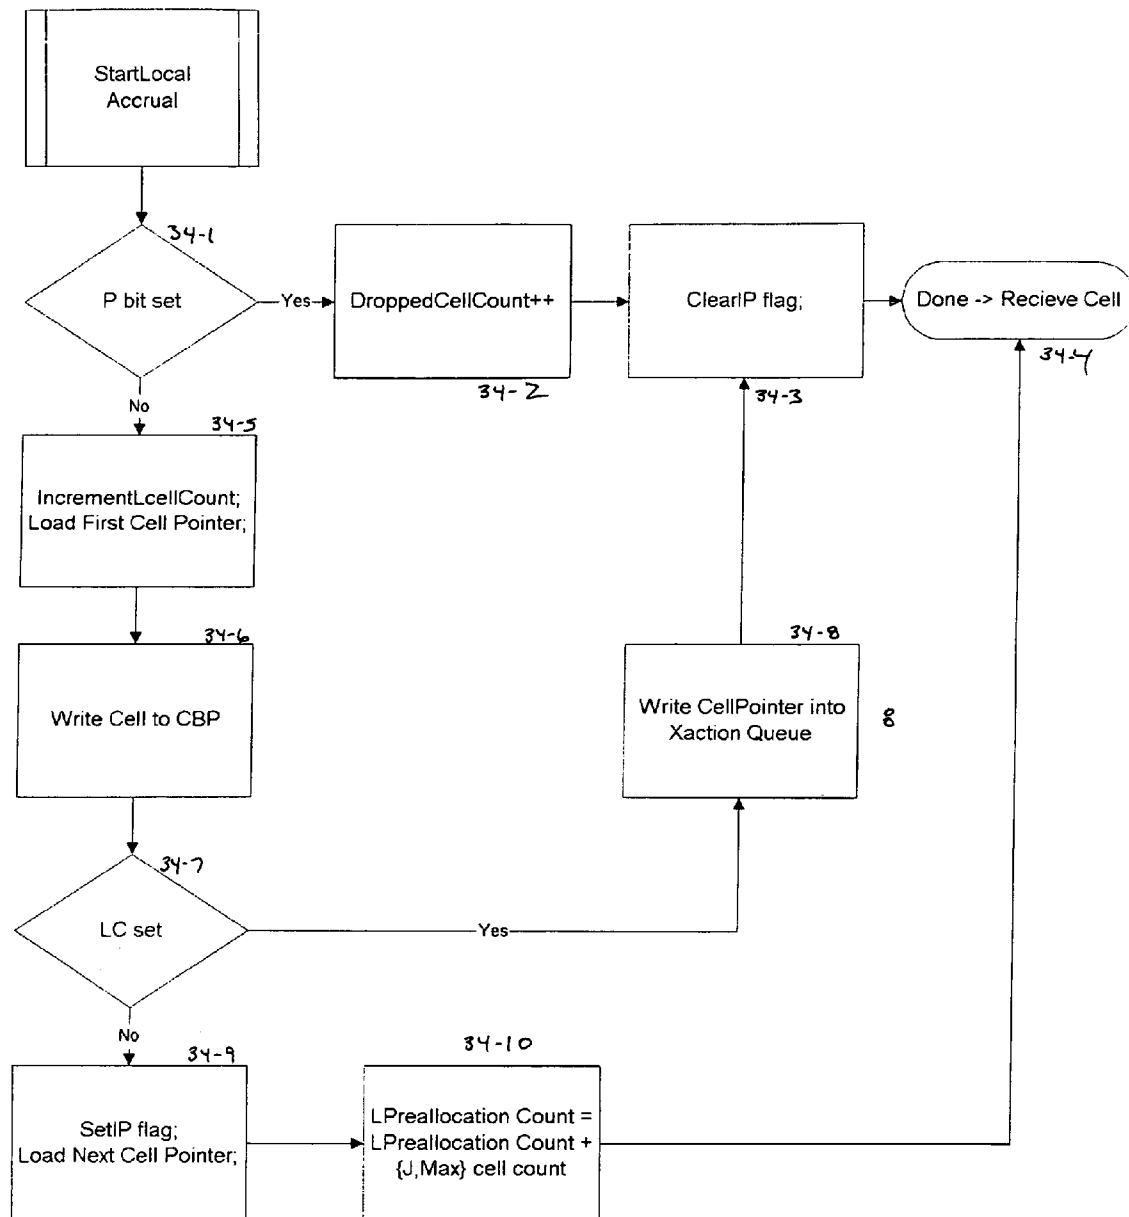 StartLocal
Accrual
34-1
P bit set
Yes
DroppedCellCount++
34-2
ClearIP flag;
34-3
Done -> Recieve Cell
34-4
No
34-5
IncrementLcellCount;
Load First Cell Pointer;
34-6
Write Cell to CBP
34-8
Write CellPointer into
Xaction Queue
8
34-7
LC set
Yes
No
34-9
SetIP flag;
Load Next Cell Pointer;
34-10
LPreallocation Count =
LPreallocation Count +
{J,Max} cell count